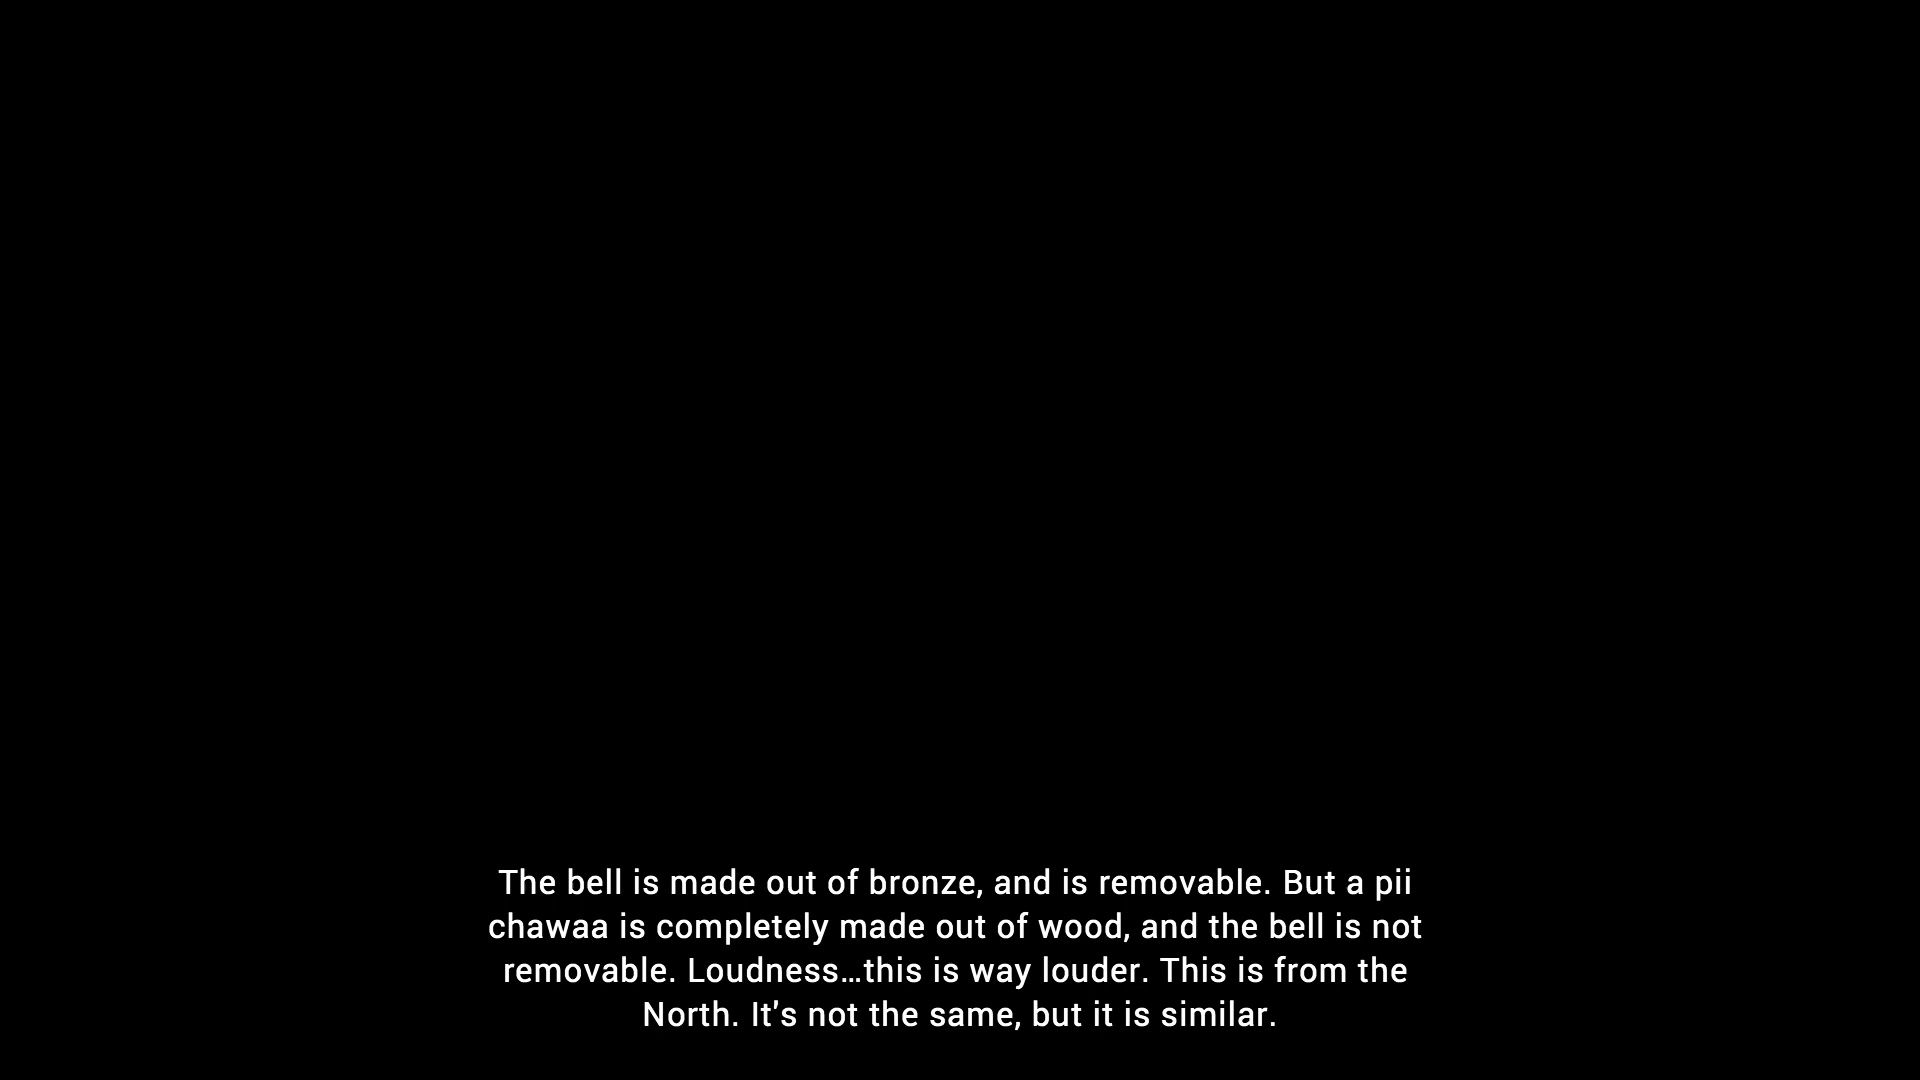 The bell is made out of bronze, and is removable. But a pii
chawaa is completely made out of wood, and the bell is not
removable. Loudness…this is way louder. This is from the
North. It's not the same, but it is similar.